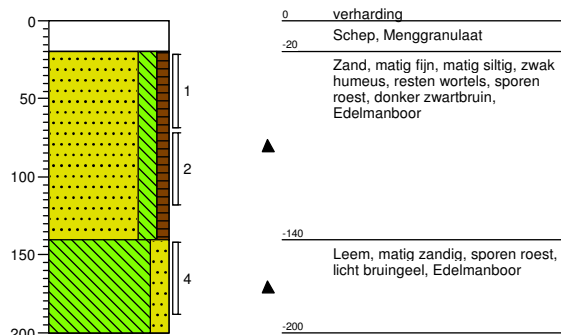 0
50
100
150
200
1
2
4
0
verharding
Schep, Menggranulaat
-20
Zand, matig fijn, matig siltig, zwak
humeus, resten wortels, sporen
roest, donker zwartbruin,
Edelmanboor
-140
Leem, matig zandig, sporen roest,
licht bruingeel, Edelmanboor
-200